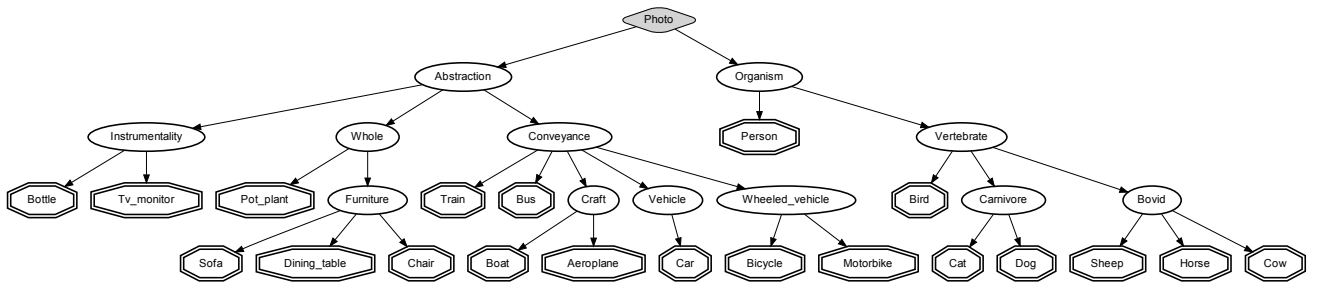 Photo
Abstraction
Organism
Instrumentality
Whole
Conveyance
Person
Vertebrate
Bottle
Tv_monitor
Pot_plant
Furniture
Train
Bus
Craft
Vehicle
Wheeled_vehicle
Bird
Carnivore
Bovid
Sofa
Dining_table
Chair
Boat
Aeroplane
Car
Bicycle
Motorbike
Cat
Dog
Sheep
Horse
Cow